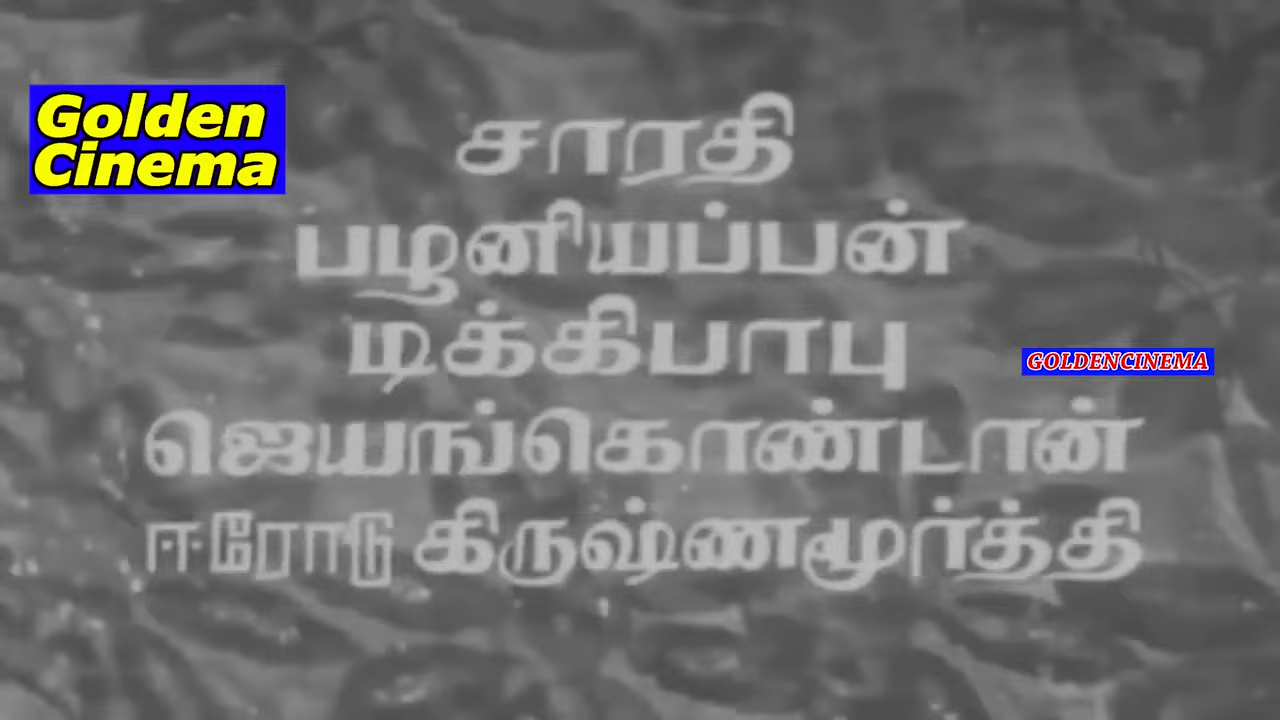 Golden
Cinema
சாரதி
பழனியப்பன்
டிக்கிபாபு
GOLDENCINEMA
ஜெயங்கொண்டான்
ஈரோடு கிருஷ்ணமூர்த்தி